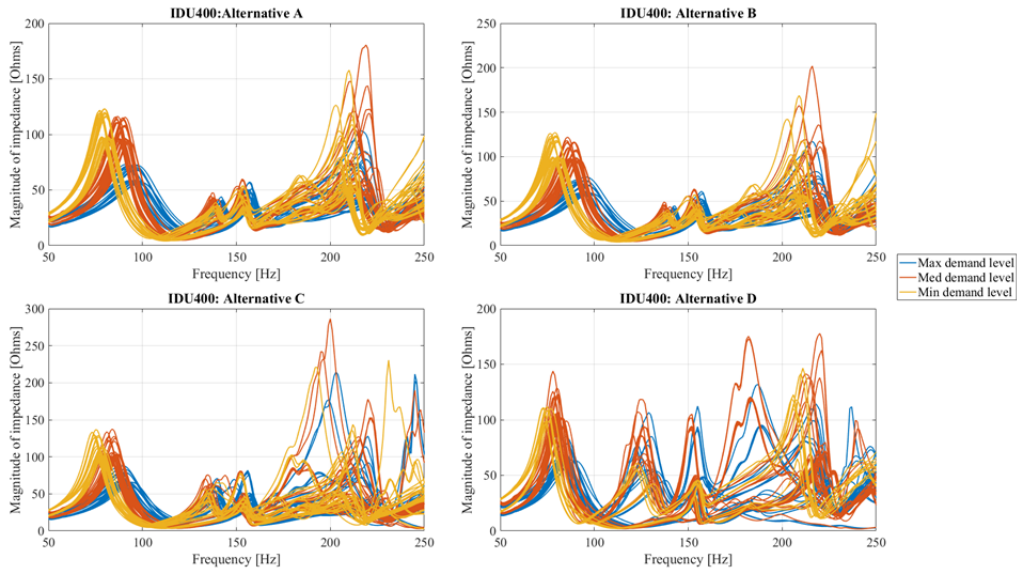 IDU400:Alternative A
Magnitude of impedance [Ohms]
200
150
100
50
0
50
100
150
200
250
Frequency [Hz]
IDU400: Alternative B
Magnitude of impedance [Ohms]
250
200
150
100
50
0
50
100
150
200
250
Frequency [Hz]
Max demand level
Med demand level
Min demand level
IDU400: Alternative C
Magnitude of impedance [Ohms]
300
250
200
150
100
50
0
50
100
150
200
250
Frequency [Hz]
IDU400: Alternative D
Magnitude of impedance [Ohms]
200
150
100
50
0
50
100
150
200
250
Frequency [Hz]